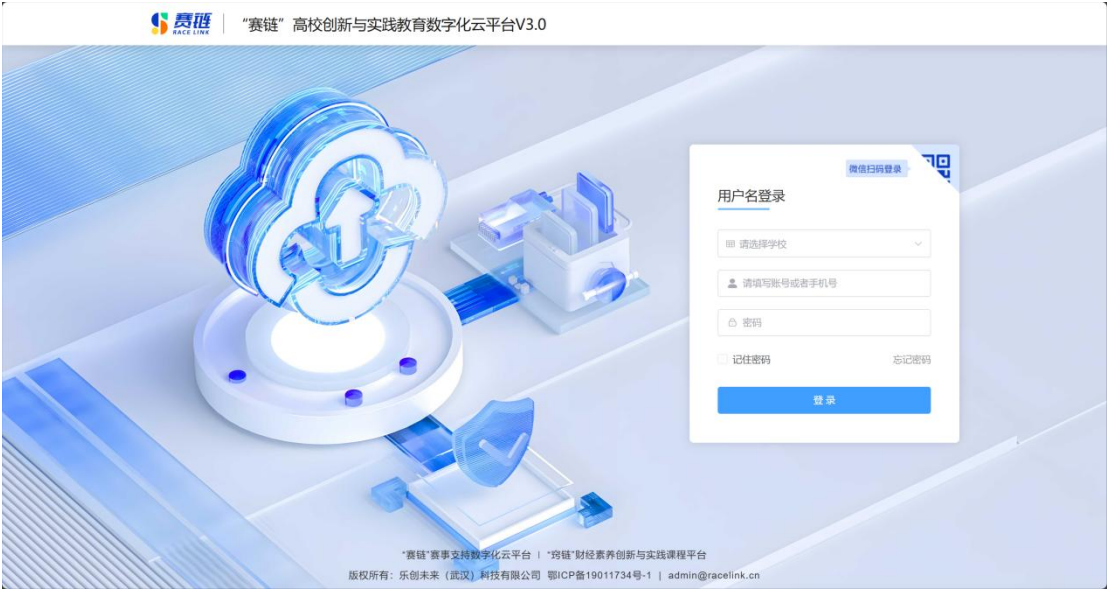 赛链
RACE LINK
“赛链”高校创新与实践教育数字化云平台V3.0
微信扫码登录
用户名登录
请选择学校
请填写账号或者手机号
密码
记住密码 忘记密码
登 录
“赛链”赛事支持数字化云平台 | “窍链”财经素养创新与实践课程平台
版权所有：乐创未来（武汉）科技有限公司 鄂ICP备19011734号-1 | admin@racelink.cn